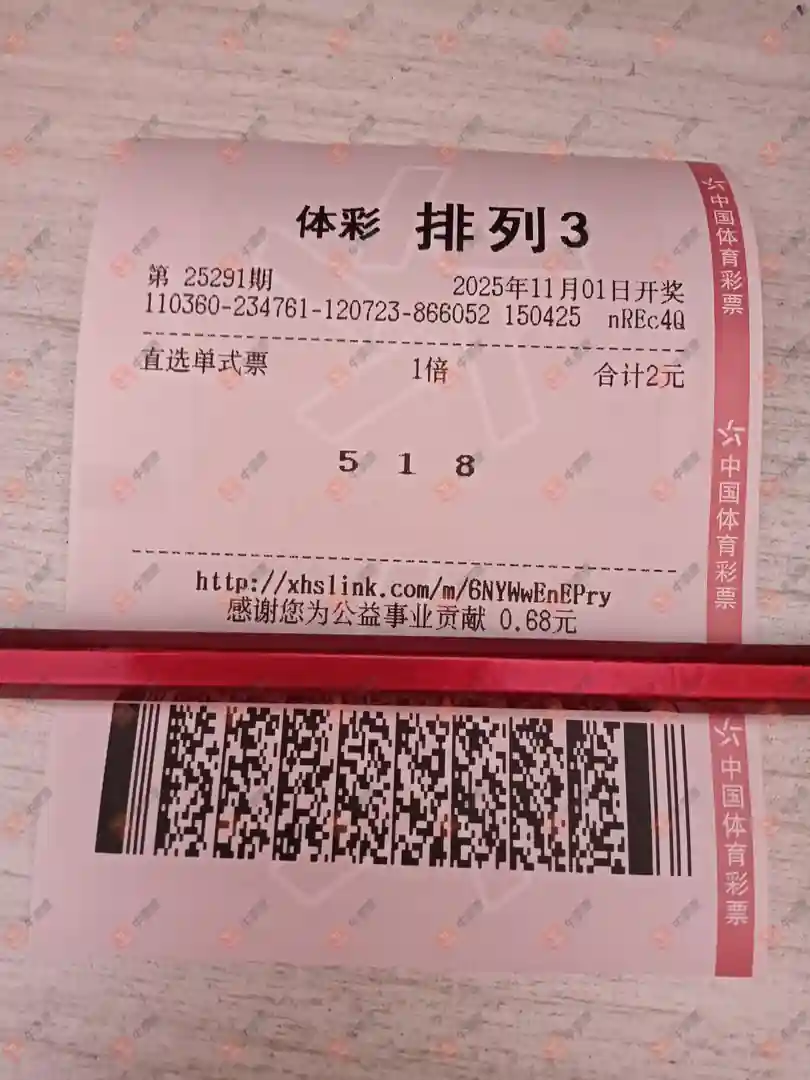 体彩 排列3
第 25291期 2025年11月01日开奖
110360-234761-120723-866052 150425 nREc4Q
直选单式票 1倍 合计2元
5 1 8
http://xhslink.com/m/6NYWwEnEPry
感谢您为公益事业贡献 0.68元
中国体育彩票
中国体育彩票
中国体育彩票